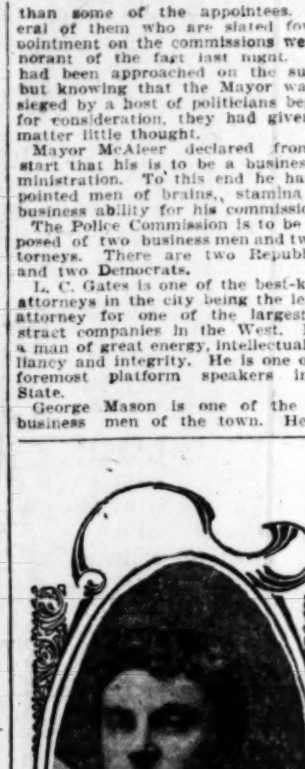 than some of the appointees.
eral of them who are slated fo
pointment on the commissions we
norant of the fact last night.
had been approached on the su
but knowing that the Mayor wa
sieged by a host of politicians be
for consideration, they had give
matter little thought.
Mayor McAleer declared from
start that his is to be a busines
ministration. To this end he ha
pointed men of brains., stamina
business ability for his commissio
The Police Commission is to be
posed of two business men and tw
torneys. There are two Republ
and two Democrats.
L. C. Gates is one of the best-k
attorneys in the city being the le
attorney for one of the largest
stract companies in the West.
a man of great energy, intellectual
liancy and integrity. He is one o
foremost platform speakers in
State.
George Mason is one of the
business men of the town. He